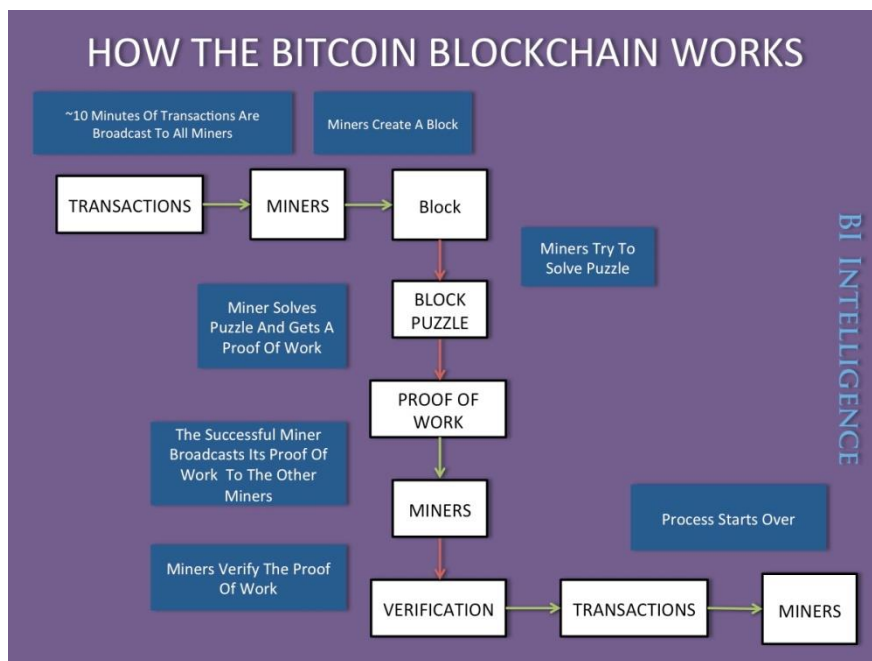 HOW THE BITCOIN BLOCKCHAIN WORKS
~10 Minutes Of Transactions Are
Broadcast To All Miners
Miners Create A Block
TRANSACTIONS
MINERS
Block
Miners Try To
Solve Puzzle
BLOCK
PUZZLE
Miner Solves
Puzzle And Gets A
Proof Of Work
PROOF OF
WORK
The Successful Miner
Broadcasts Its Proof Of
Work To The Other
Miners
MINERS
Process Starts Over
Miners Verify The Proof
Of Work
VERIFICATION
TRANSACTIONS
MINERS
BI INTELLIGENCE